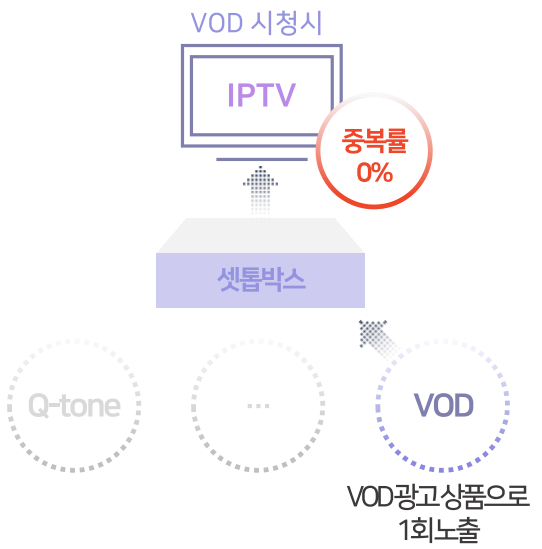 VOD 시청시
IPTV
중복률
0%
셋톱박스
Q-tone
...
VOD
VOD광고 상품으로
1회 노출